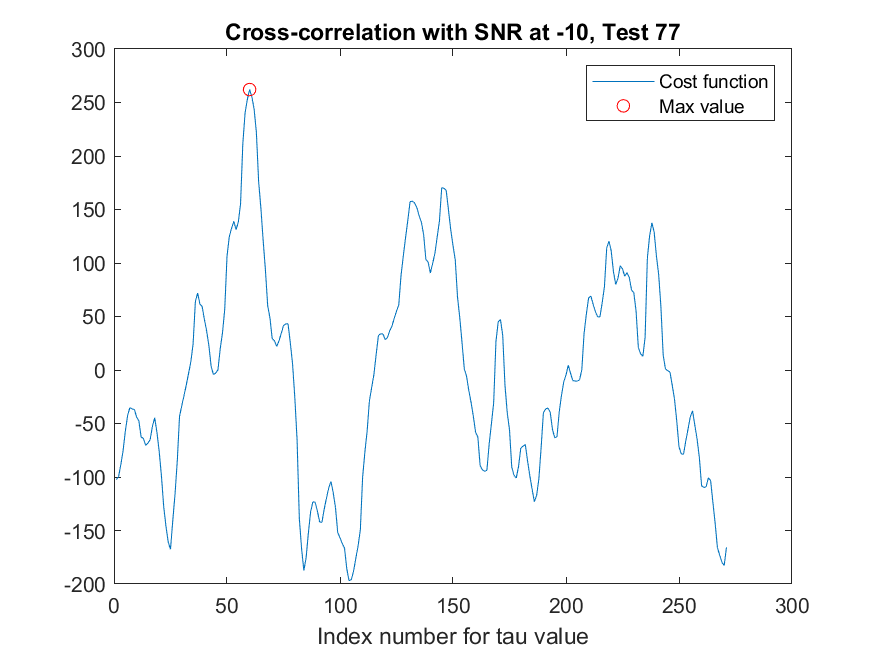 Cross-correlation with SNR at -10, Test 77
300
250
200
150
100
50
0
-50
-100
-150
-200
Cost function
Max value
0 50 100 150 200 250 300
Index number for tau value